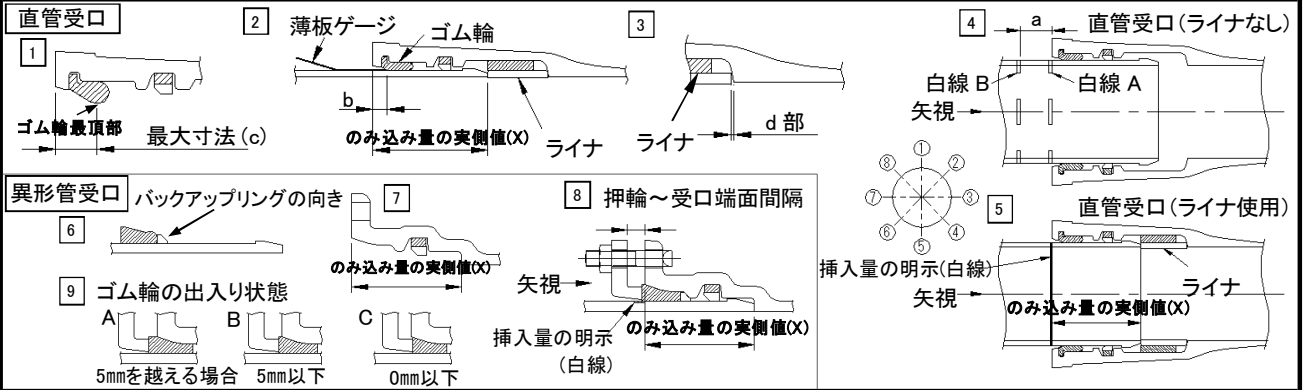 直管受口
1
ゴム輪最頂部
最大寸法(c)
2
薄板ゲージ
ゴム輪
b
のみ込み量の実側値(X)
ライナ
3
ライナ
d 部
4
a
直管受口(ライナなし)
白線 B
白線 A
矢視
①
②
③
④
⑤
⑥
⑦
⑧
5
直管受口(ライナ使用)
挿入量の明示(白線)
矢視
のみ込み量の実側値(X)
ライナ
異形管受口
6
バックアップリングの向き
7
のみ込み量の実側値(X)
8
押輪~受口端面間隔
矢視
のみ込み量の実側値(X)
挿入量の明示
(白線)
9
ゴム輪の出入り状態
A
B
C
5mmを越える場合
5mm以下
0mm以下